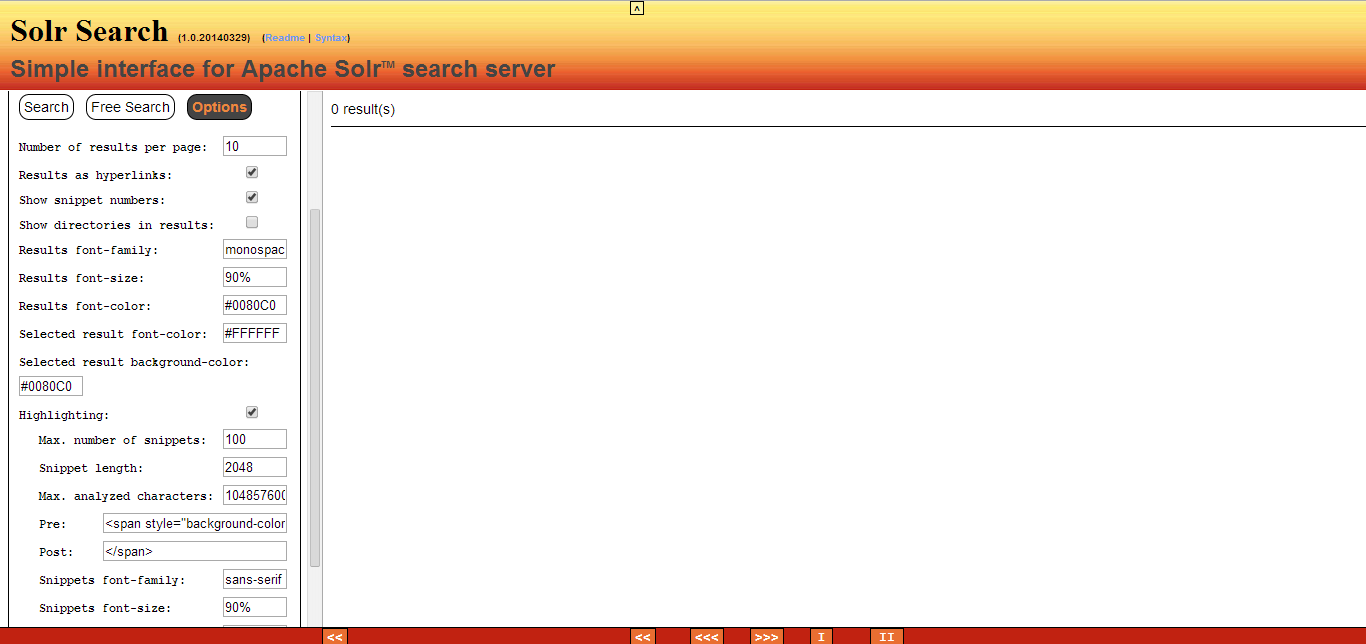 ^
Solr Search (1.0.20140329) (Readme | Syntax)
Simple interface for Apache Solr™ search server
Search Free Search Options
0 result(s)
Number of results per page: 10
Results as hyperlinks:
Show snippet numbers:
Show directories in results:
Results font-family: monospac
Results font-size: 90%
Results font-color: #0080C0
Selected result font-color: #FFFFFF
Selected result background-color:
#0080C0
Highlighting:
Max. number of snippets: 100
Snippet length: 2048
Max. analyzed characters: 104857600
Pre: <span style="background-color
Post: </span>
Snippets font-family: sans-serif
Snippets font-size: 90%
<< << <<< >>> I II